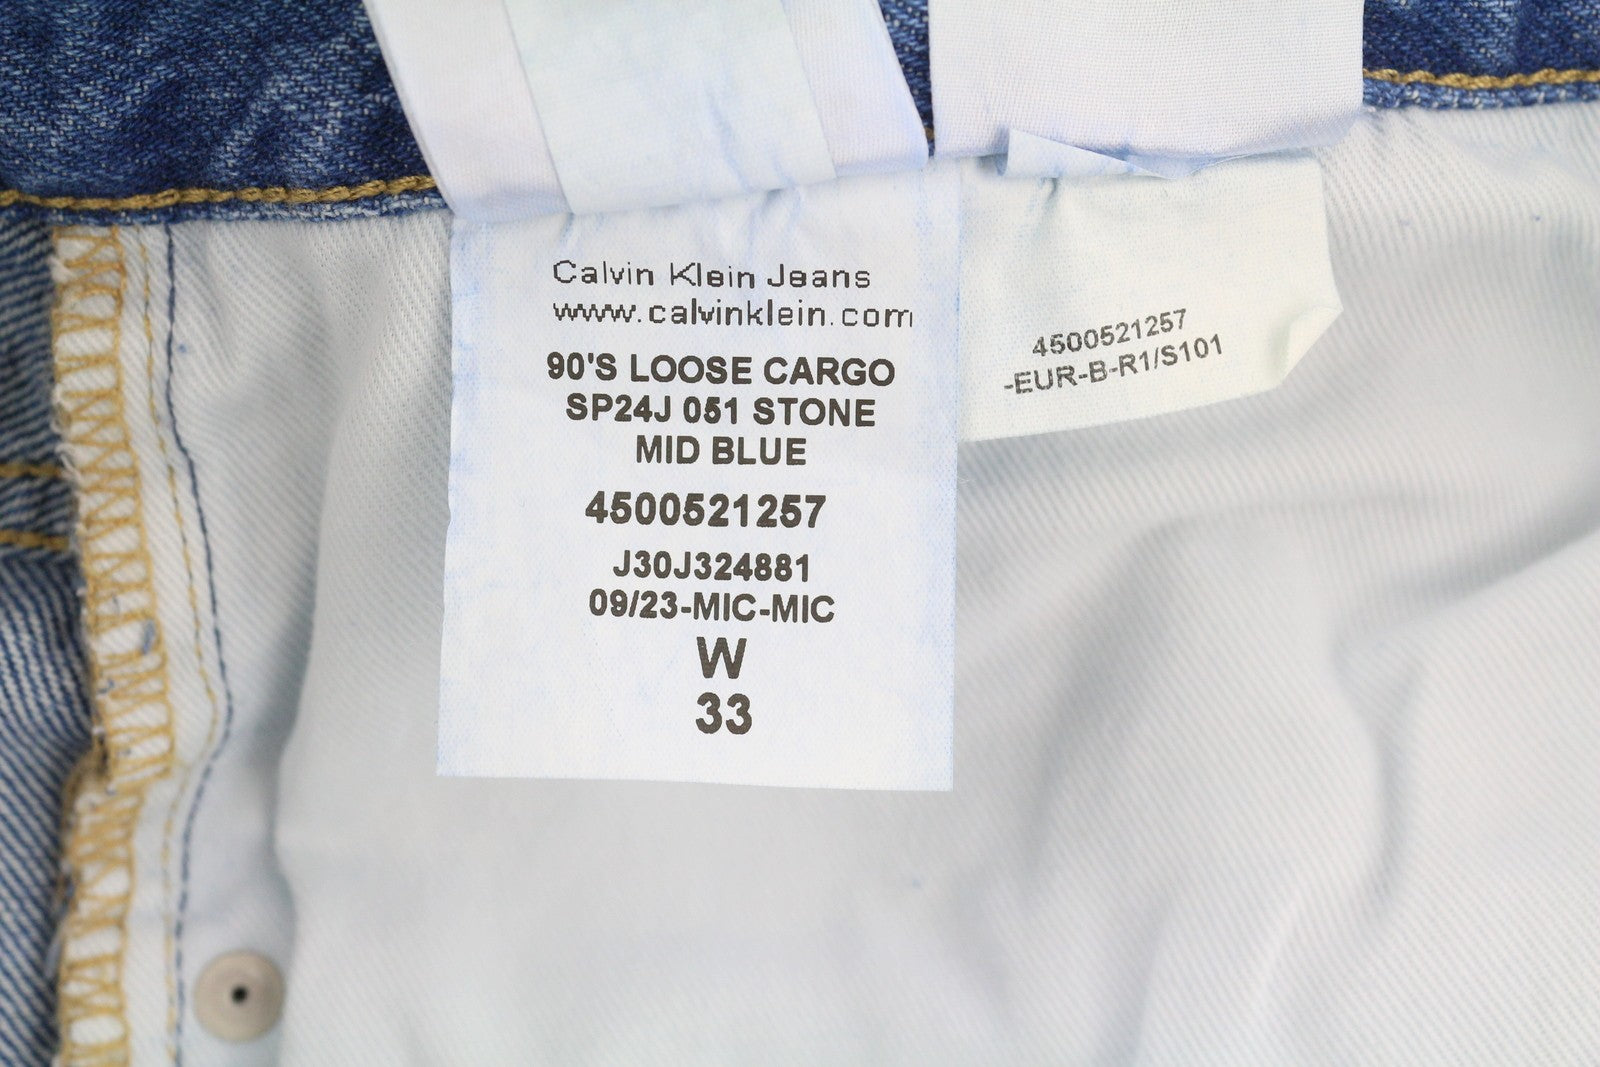 Calvin Klein Jeans
www.calvinklein.com
90'S LOOSE CARGO
SP24J 051 STONE
MID BLUE
4500521257
J30J324881
09/23-MIC-MIC
W
33
4500521257
-EUR-B-R1/S101